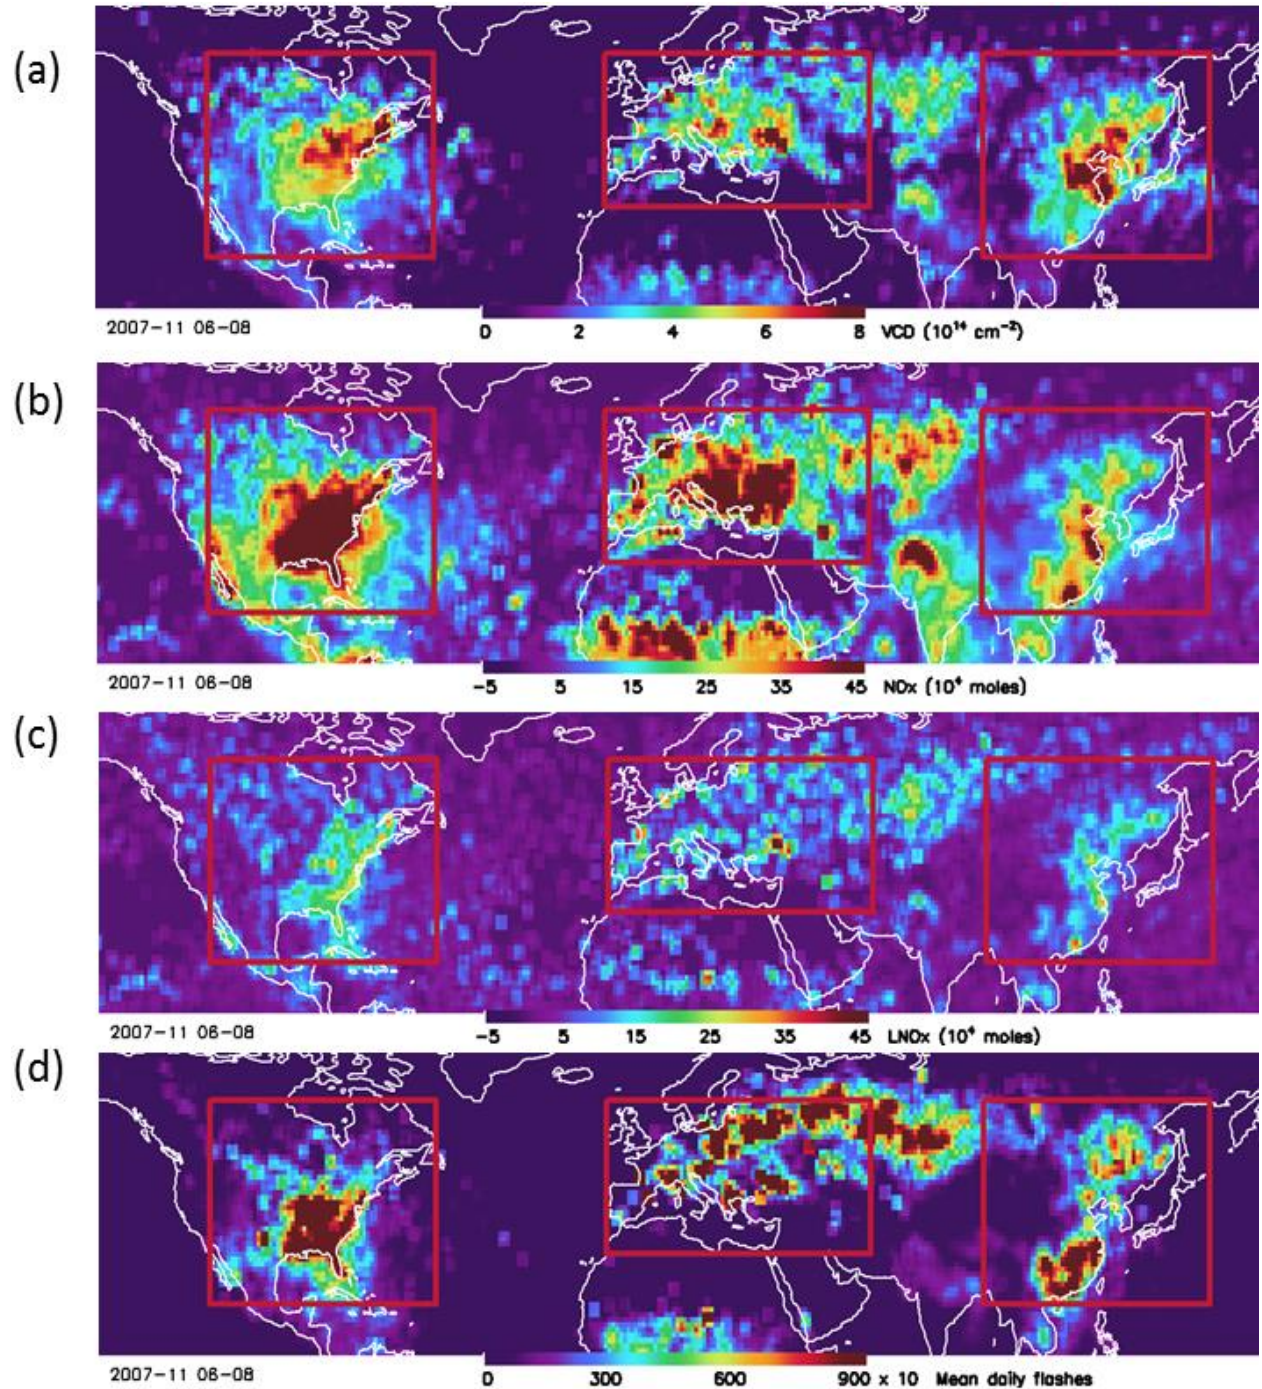 (a)
2007-11 06-08 0 2 4 6 8 VCD (10¹⁴ cm⁻²)
(b)
2007-11 06-08 -5 5 15 25 35 45 NOx (10⁴ moles)
(c)
2007-11 06-08 -5 5 15 25 35 45 LNOx (10⁴ moles)
(d)
2007-11 06-08 0 300 600 900 x 10 Mean daily flashes